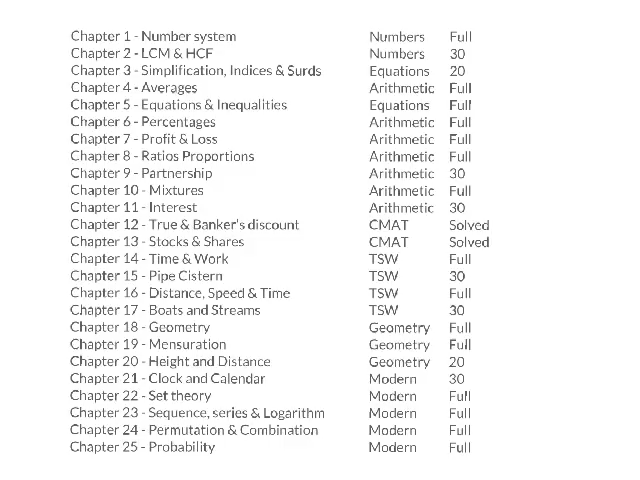 Chapter 1 - Number system Numbers Full
Chapter 2 - LCM & HCF Numbers 30
Chapter 3 - Simplification, Indices & Surds Equations 20
Chapter 4 - Averages Arithmetic Full
Chapter 5 - Equations & Inequalities Equations Full
Chapter 6 - Percentages Arithmetic Full
Chapter 7 - Profit & Loss Arithmetic Full
Chapter 8 - Ratios Proportions Arithmetic Full
Chapter 9 - Partnership Arithmetic 30
Chapter 10 - Mixtures Arithmetic Full
Chapter 11 - Interest Arithmetic 30
Chapter 12 - True & Banker's discount CMAT Solved
Chapter 13 - Stocks & Shares CMAT Solved
Chapter 14 - Time & Work TSW Full
Chapter 15 - Pipe Cistern TSW 30
Chapter 16 - Distance, Speed & Time TSW Full
Chapter 17 - Boats and Streams TSW 30
Chapter 18 - Geometry Geometry Full
Chapter 19 - Mensuration Geometry Full
Chapter 20 - Height and Distance Geometry 20
Chapter 21 - Clock and Calendar Modern 30
Chapter 22 - Set theory Modern Full
Chapter 23 - Sequence, series & Logarithm Modern Full
Chapter 24 - Permutation & Combination Modern Full
Chapter 25 - Probability Modern Full